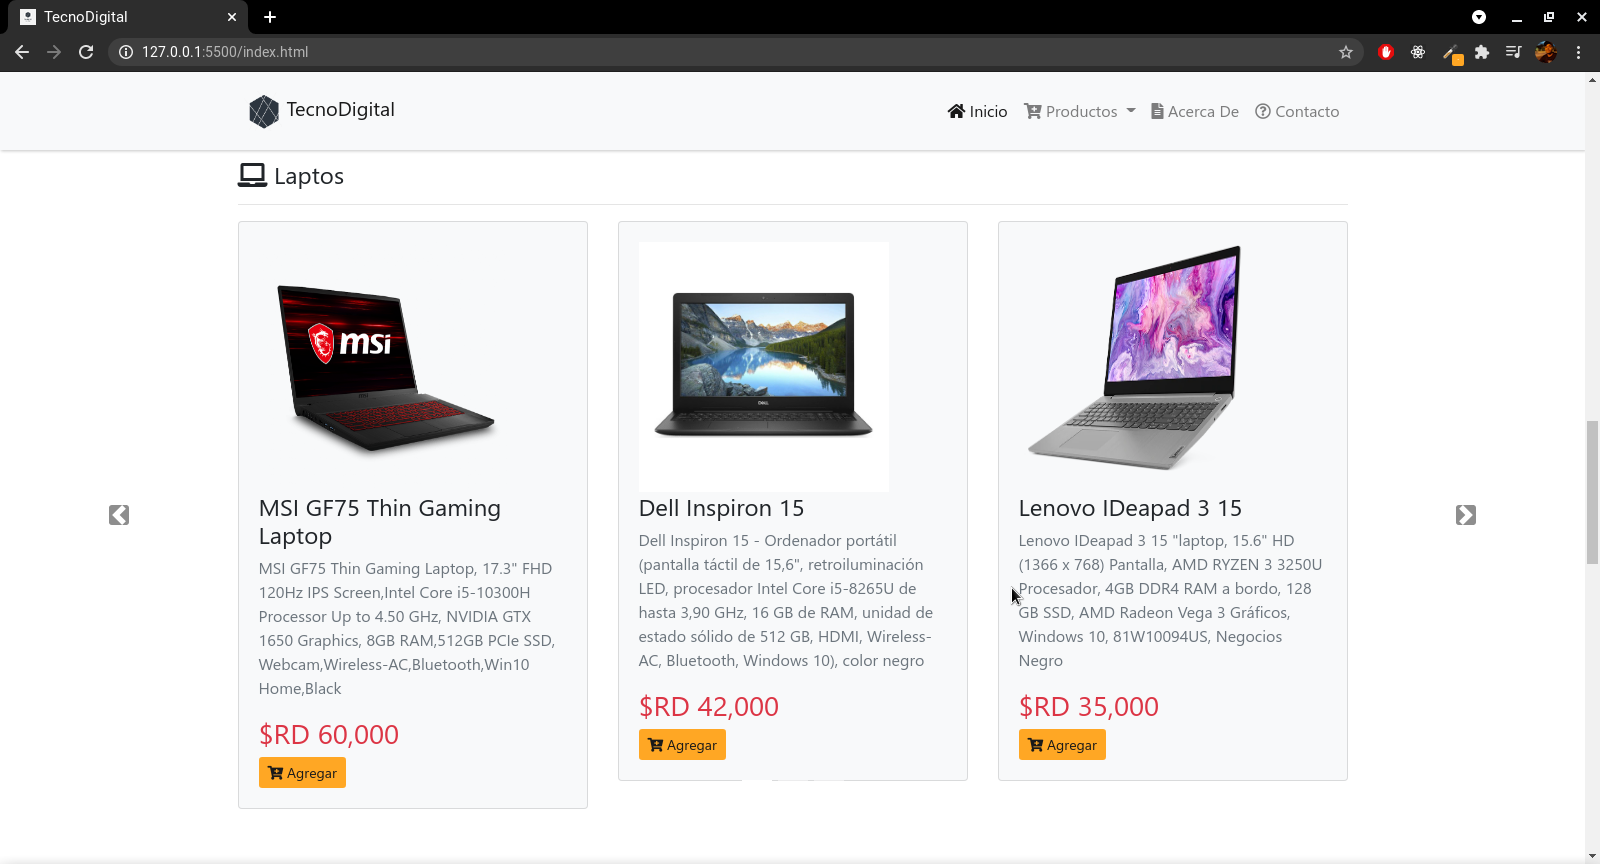 TecnoDigital
127.0.0.1:5500/index.html
TecnoDigital
Inicio
Productos
Acerca De
Contacto
Laptos
msi
MSI GF75 Thin Gaming
Laptop
MSI GF75 Thin Gaming Laptop, 17.3" FHD
120Hz IPS Screen,Intel Core i5-10300H
Processor Up to 4.50 GHz, NVIDIA GTX
1650 Graphics, 8GB RAM,512GB PCIe SSD,
Webcam,Wireless-AC,Bluetooth,Win10
Home,Black
$RD 60,000
Agregar
DELL
Dell Inspiron 15
Dell Inspiron 15 - Ordenador portátil
(pantalla táctil de 15,6", retroiluminación
LED, procesador Intel Core i5-8265U de
hasta 3,90 GHz, 16 GB de RAM, unidad de
estado sólido de 512 GB, HDMI, Wireless-
AC, Bluetooth, Windows 10), color negro
$RD 42,000
Agregar
Lenovo IDeapad 3 15
Lenovo IDeapad 3 15 "laptop, 15.6" HD
(1366 x 768) Pantalla, AMD RYZEN 3 3250U
Procesador, 4GB DDR4 RAM a bordo, 128
GB SSD, AMD Radeon Vega 3 Gráficos,
Windows 10, 81W10094US, Negocios
Negro
$RD 35,000
Agregar